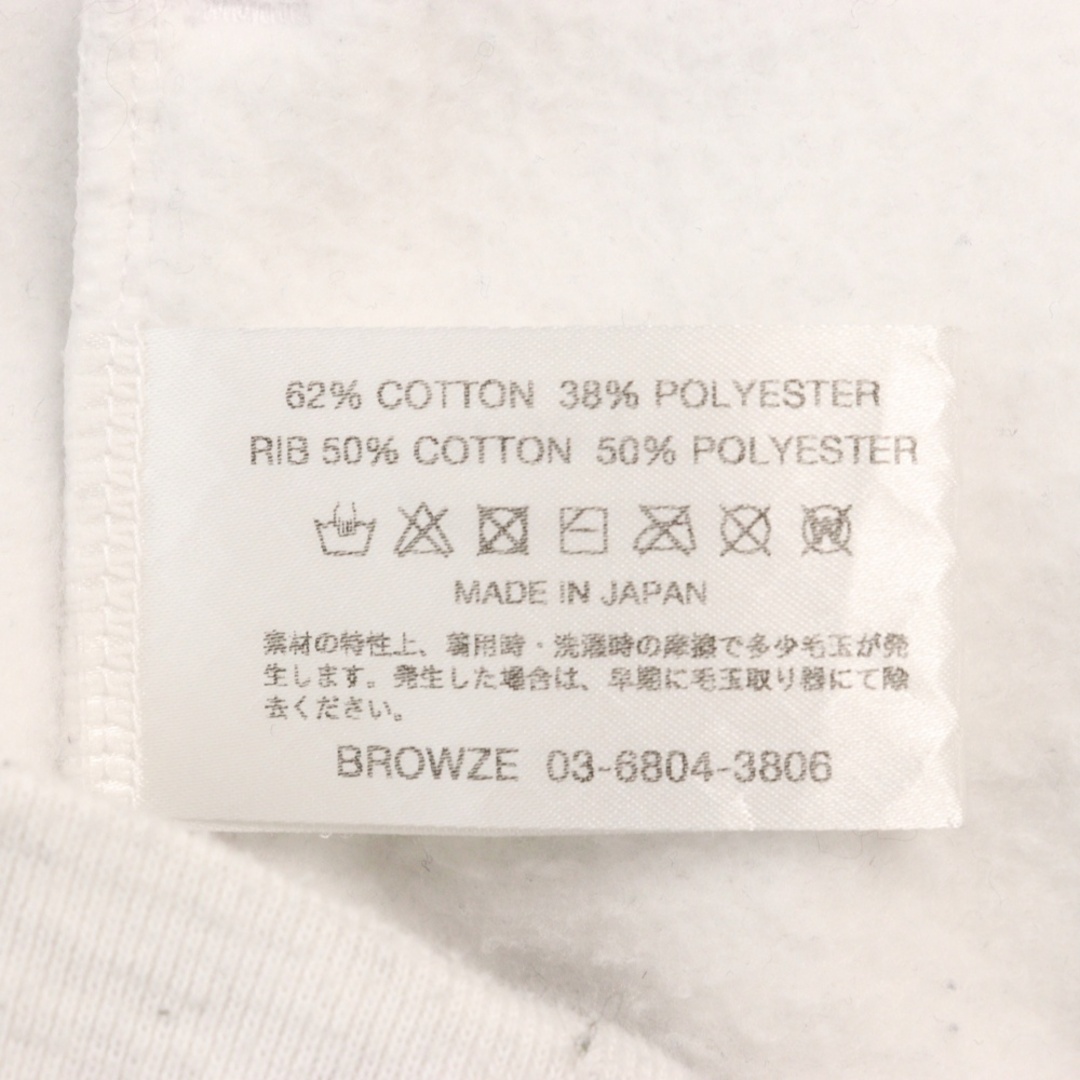 62% COTTON 38% POLYESTER
RIB 50% COTTON 50% POLYESTER
MADE IN JAPAN
素材の特性上、着用時・洗濯時の摩擦で多少毛玉が発
生します。発生した場合は、早期に毛玉取り器にて除
去ください。
BROWZE 03-6804-3806